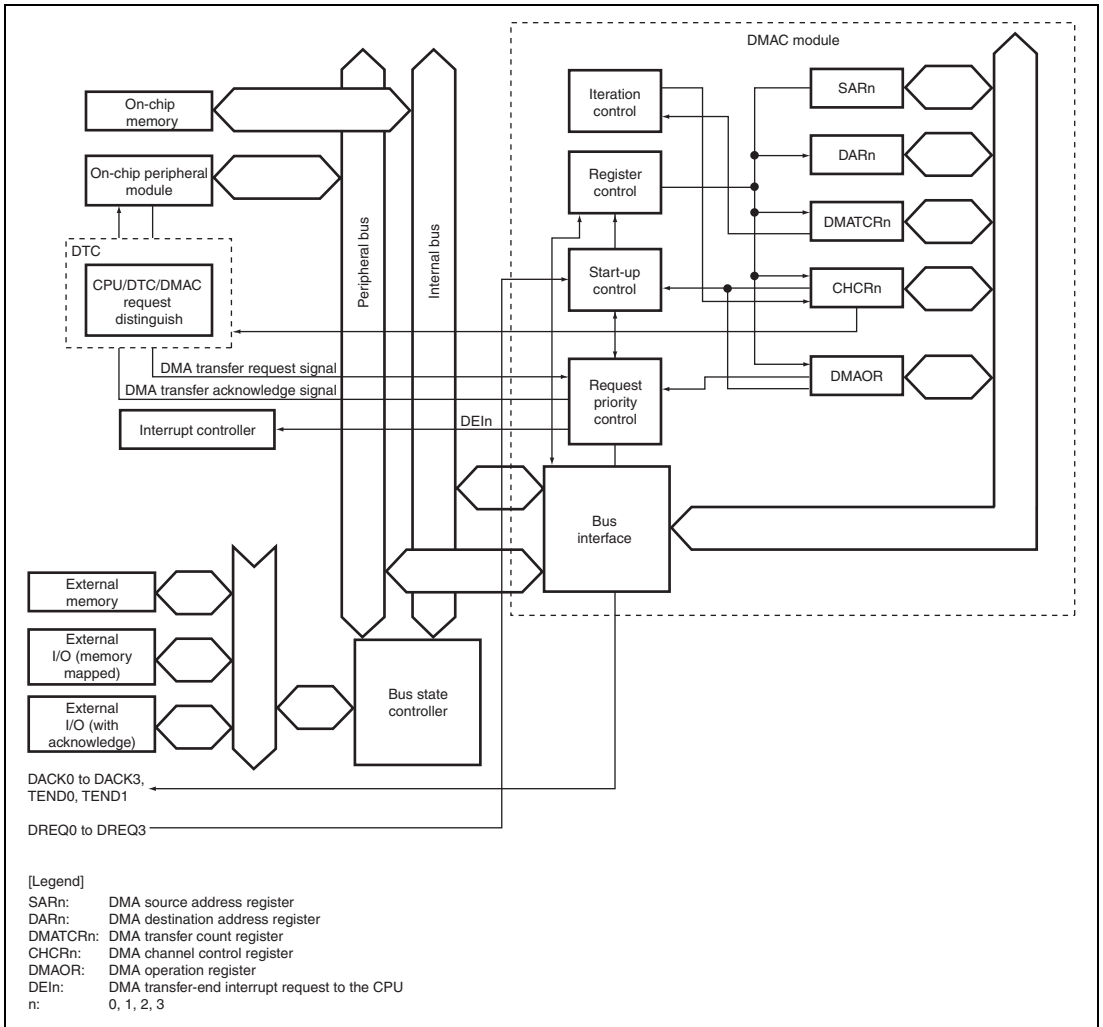 DMAC module
On-chip
memory
Iteration
control
SARn
On-chip peripheral
module
Register
control
DARn
DMATCRn
Peripheral bus
Internal bus
DTC
CPU/DTC/DMAC
request
distinguish
Start-up
control
CHCRn
DMA transfer request signal
DMA transfer acknowledge signal
Request
priority
control
DMAOR
Interrupt controller
DEIn
Bus
interface
External
memory
External
I/O (memory
mapped)
External
I/O (with
acknowledge)
Bus state
controller
DACK0 to DACK3,
TEND0, TEND1
DREQ0 to DREQ3
[Legend]
SARn: DMA source address register
DARn: DMA destination address register
DMATCRn: DMA transfer count register
CHCRn: DMA channel control register
DMAOR: DMA operation register
DEIn: DMA transfer-end interrupt request to the CPU
n: 0, 1, 2, 3